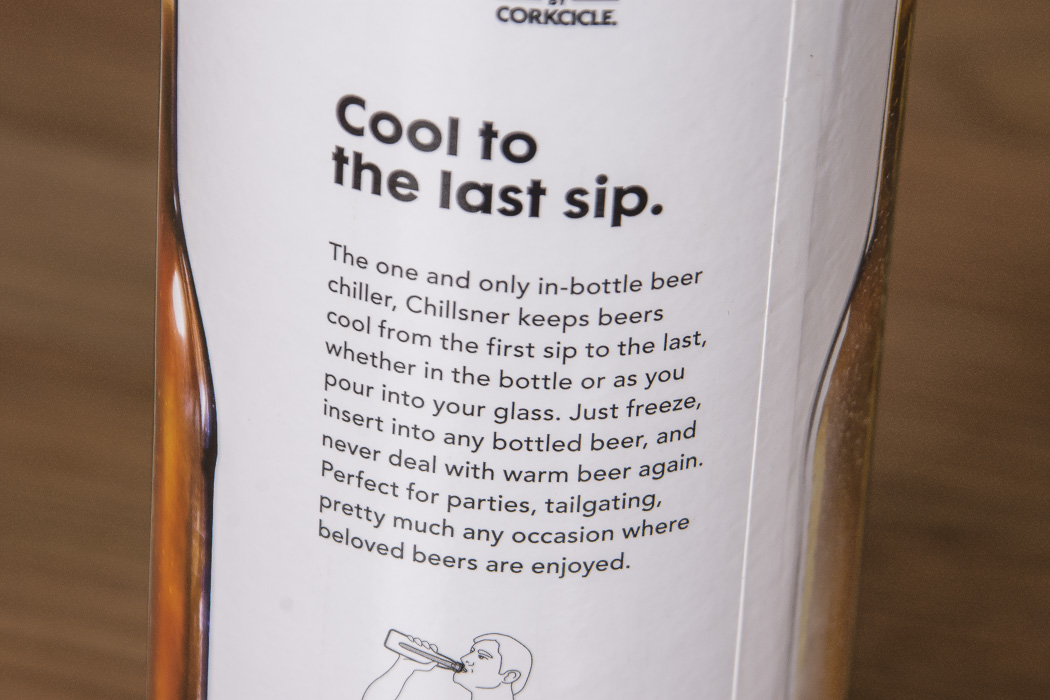 BY
CORKCICLE.
Cool to
the last sip.
The one and only in-bottle beer
chiller, Chillsner keeps beers
cool from the first sip to the last,
whether in the bottle or as you
pour into your glass. Just freeze,
insert into any bottled beer, and
never deal with warm beer again.
Perfect for parties, tailgating,
pretty much any occasion where
beloved beers are enjoyed.